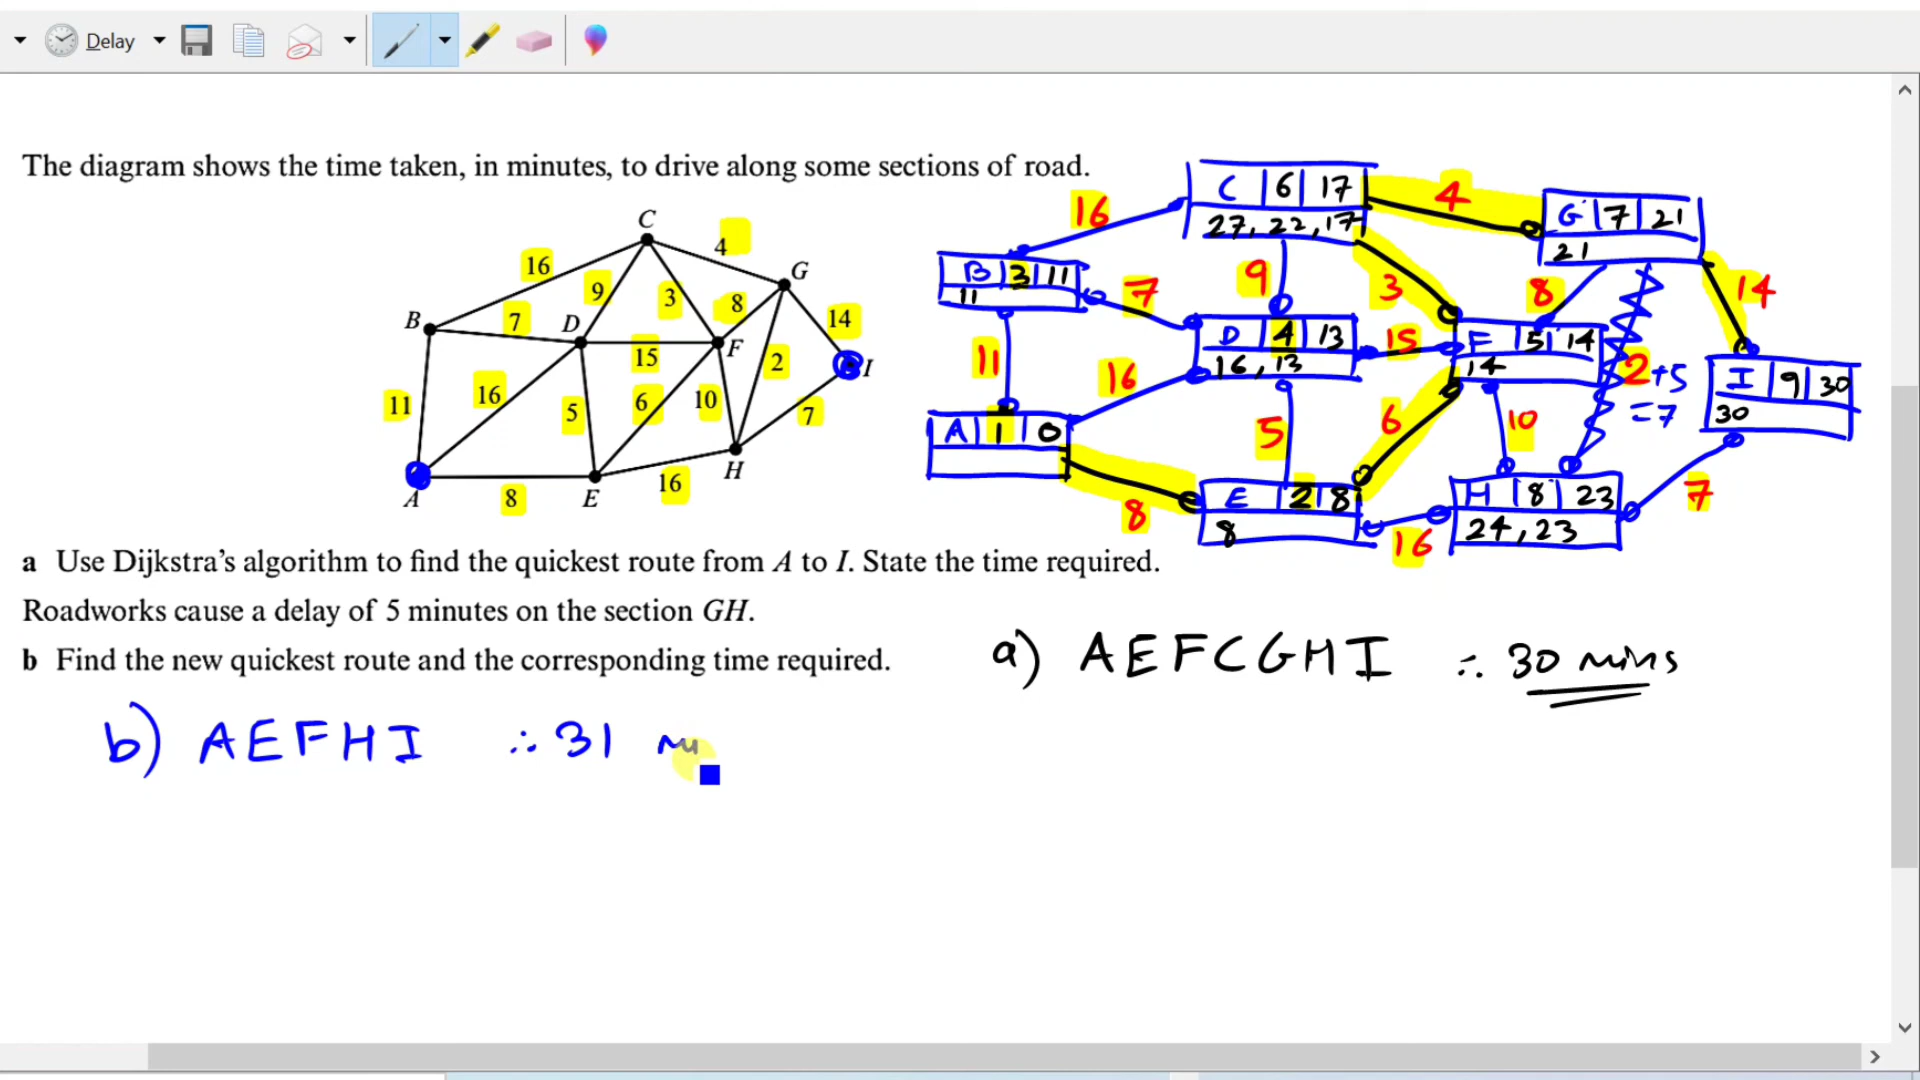 Delay
The diagram shows the time taken, in minutes, to drive along some sections of road.
C
4
16
9
3
8
G
14
B
7
D
15
F
2
I
11
16
5
6
10
7
A
8
E
16
H
C 6 17
27, 22, 17
16
4
G 7 21
21
B 3 11
11
7
9
3
8
14
D 4 13
16, 13
15
F 5 14
14
2+5
=7
I 9 30
30
11
16
A 1 0
5
6
10
8
E 2 8
8
16
H 8 23
24, 23
7
a Use Dijkstra's algorithm to find the quickest route from A to I. State the time required.
Roadworks cause a delay of 5 minutes on the section GH.
b Find the new quickest route and the corresponding time required.
a) AEFCGHI ∴ 30 mins
b) AEFHI ∴ 31